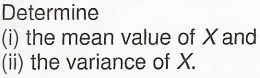 Determine
(i) the mean value of X and
(ii) the variance of X.